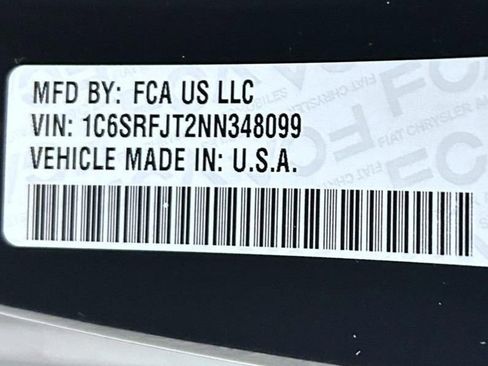 MFD BY: FCA US LLC
VIN: 1C6SRFJT2NN348099
VEHICLE MADE IN: U.S.A.